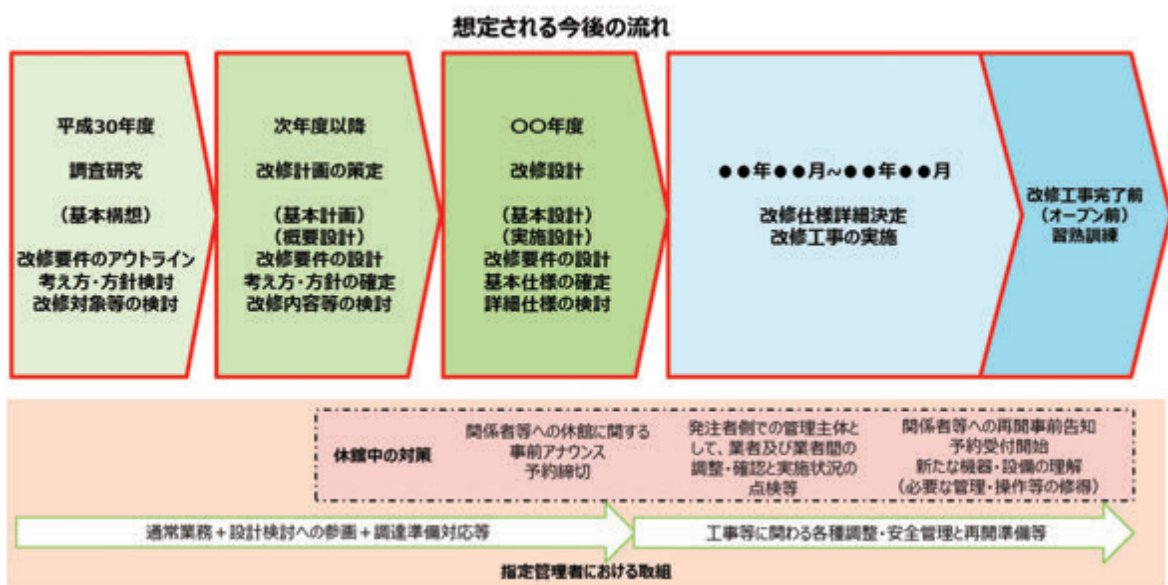 想定される今後の流れ
平成30年度
調査研究
(基本構想)
改修要件のアウトライン
考え方・方針検討
改修対象等の検討
次年度以降
改修計画の策定
(基本計画)
(概要設計)
改修要件の設計
考え方・方針の確定
改修内容等の検討
〇〇年度
改修設計
(基本設計)
(実施設計)
改修要件の設計
基本仕様の確定
詳細仕様の検討
●●年●●月~●●年●●月
改修仕様詳細決定
改修工事の実施
改修工事完了前
(オープン前)
習熟訓練
休館中の対策
関係者等への休館に関する
事前アナウンス
予約締切
発注者側での管理主体と
して、業者及び業者間の
調整・確認と実施状況の
点検等
関係者等への再開事前告知
予約受付開始
新たな機器・設備の理解
(必要な管理・操作等の修得)
通常業務+設計検討への参画+調達準備対応等
工事等に関わる各種調整・安全管理と再開準備等
指定管理者における取組